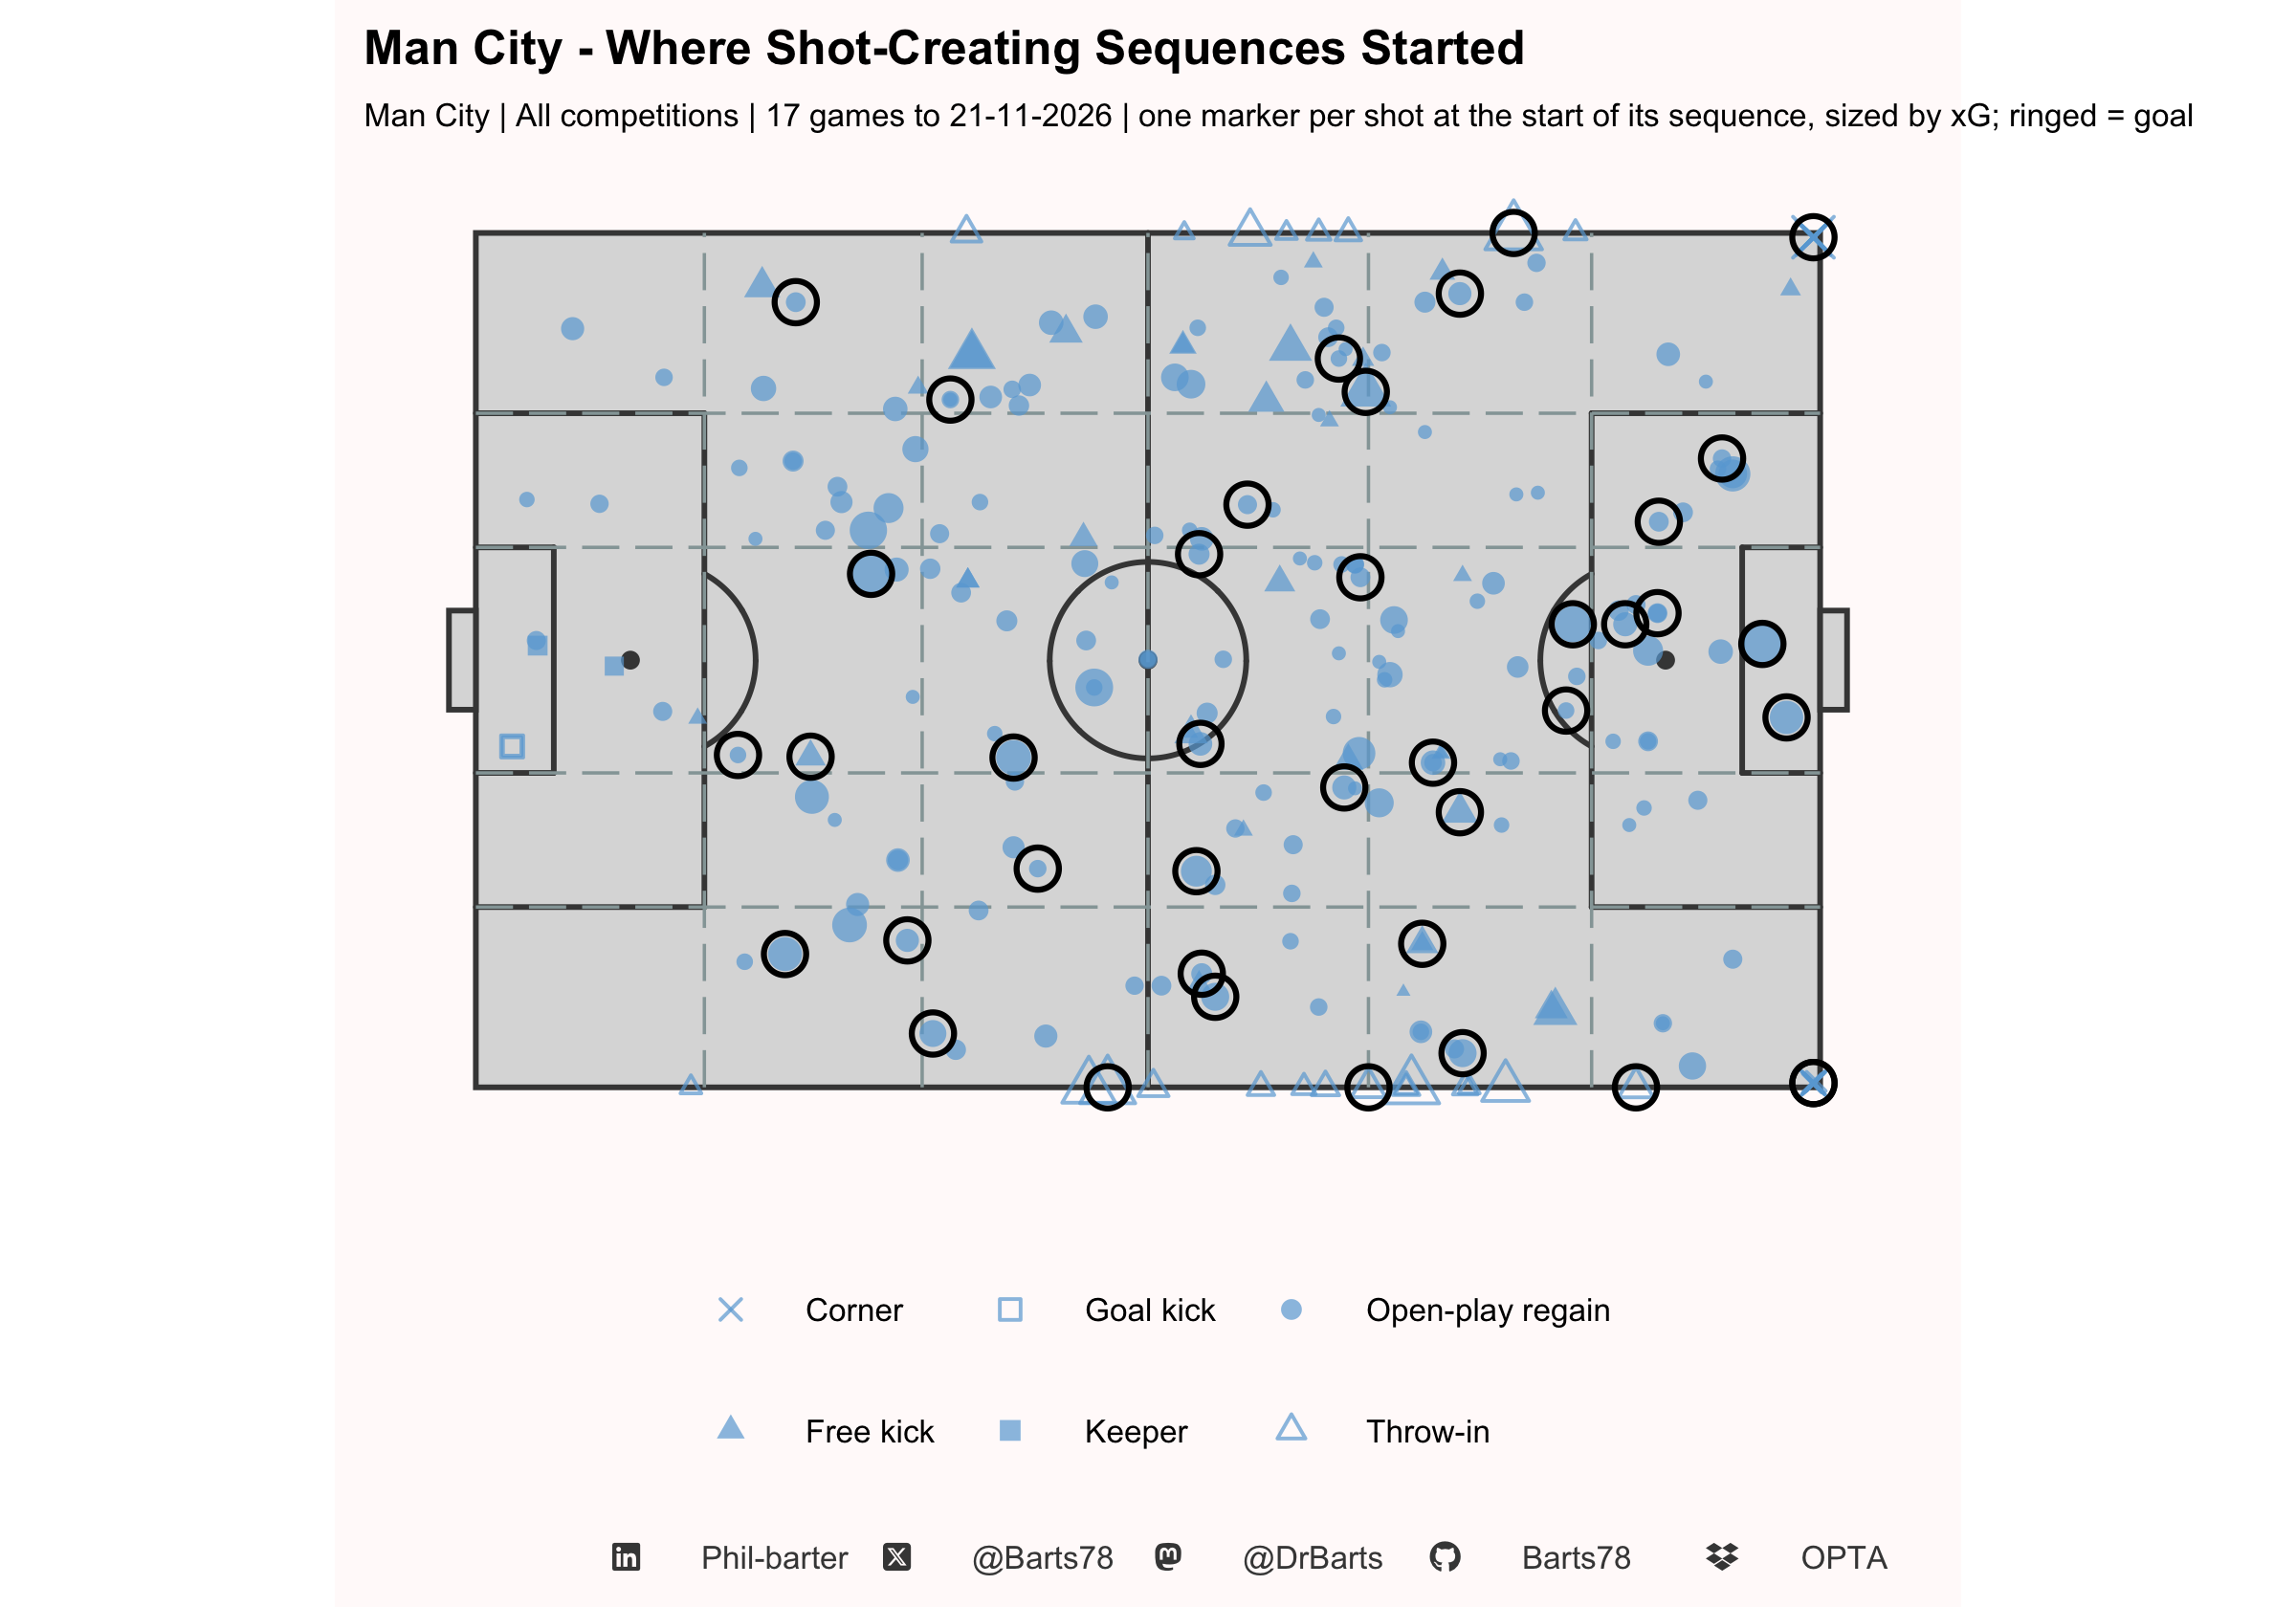 Man City - Where Shot-Creating Sequences Started
Man City | All competitions | 17 games to 21-11-2026 | one marker per shot at the start of its sequence, sized by xG; ringed = goal
Corner Goal kick Open-play regain
Free kick Keeper Throw-in
Phil-barter @Barts78 @DrBarts Barts78 OPTA